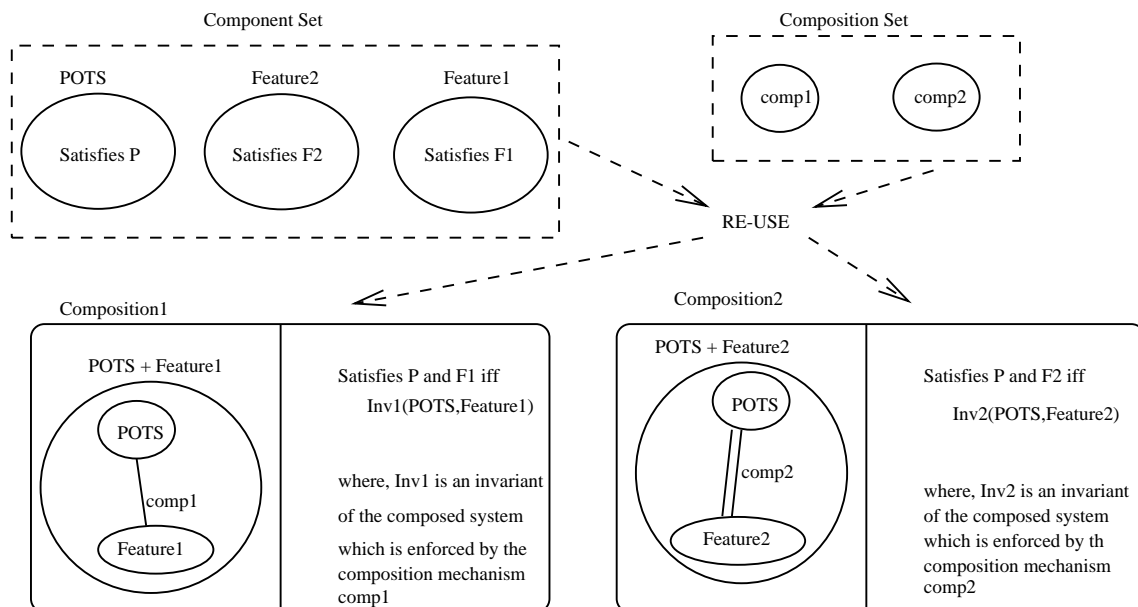 Component Set
Composition Set
POTS
Feature2
Feature1
Satisfies P
Satisfies F2
Satisfies F1
comp1
comp2
RE-USE
Composition1
POTS + Feature1
POTS
comp1
Feature1
Satisfies P and F1 iff
Inv1(POTS,Feature1)
where, Inv1 is an invariant
of the composed system
which is enforced by the
composition mechanism
comp1
Composition2
POTS + Feature2
POTS
comp2
Feature2
Satisfies P and F2 iff
Inv2(POTS,Feature2)
where, Inv2 is an invariant
of the composed system
which is enforced by th
composition mechanism
comp2